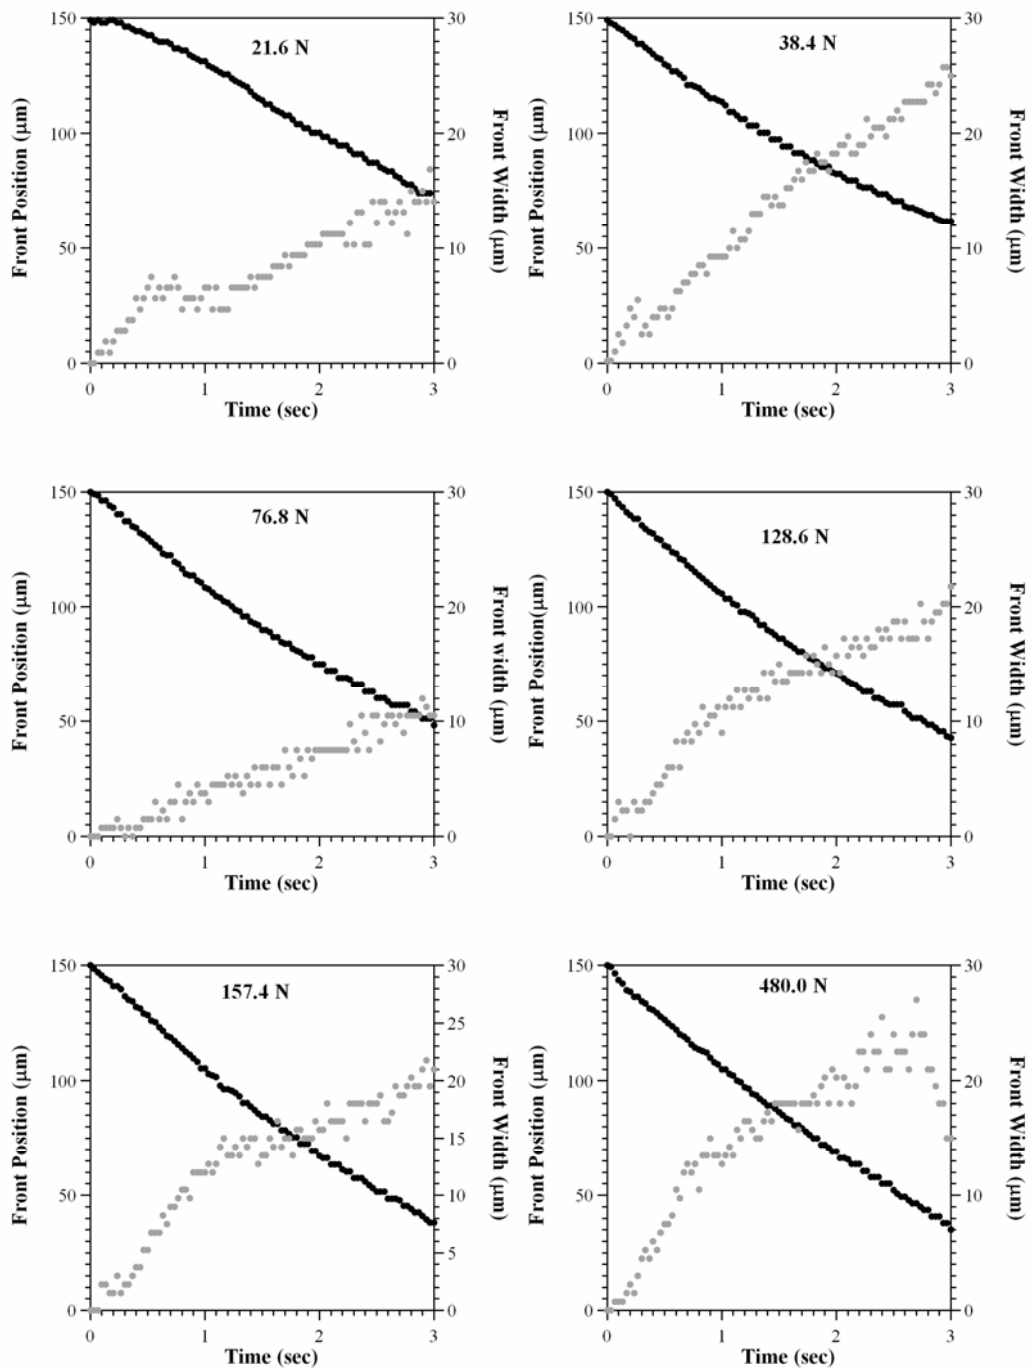 21.6 N
150
100
50
0
Front Position (μm)
30
20
10
0
Front Width (μm)
0 1 2 3
Time (sec)
38.4 N
150
100
50
0
Front Position (μm)
30
20
10
0
Front Width (μm)
0 1 2 3
Time (sec)
76.8 N
150
100
50
0
Front Position (μm)
30
20
10
0
Front width (μm)
0 1 2 3
Time (sec)
128.6 N
150
100
50
0
Front Position(μm)
30
20
10
0
Front Width (μm)
0 1 2 3
Time (sec)
157.4 N
150
100
50
0
Front Position (μm)
30
25
20
15
10
5
0
Front Width (μm)
0 1 2 3
Time (sec)
480.0 N
150
100
50
0
Front Position (μm)
30
20
10
0
Front Width (μm)
0 1 2 3
Time (sec)